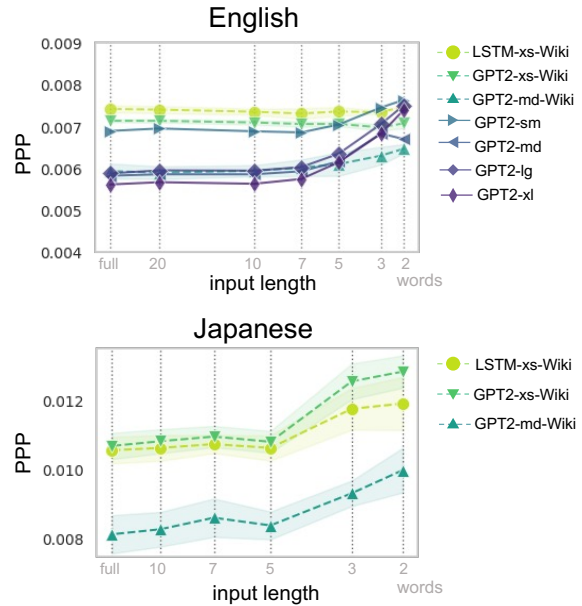 English
PPP
0.009
0.008
0.007
0.006
0.005
0.004
full 20 10 7 5 3 2
input length
words
LSTM-xs-Wiki
GPT2-xs-Wiki
GPT2-md-Wiki
GPT2-sm
GPT2-md
GPT2-lg
GPT2-xl
Japanese
PPP
0.012
0.010
0.008
full 10 7 5 3 2
input length
words
LSTM-xs-Wiki
GPT2-xs-Wiki
GPT2-md-Wiki